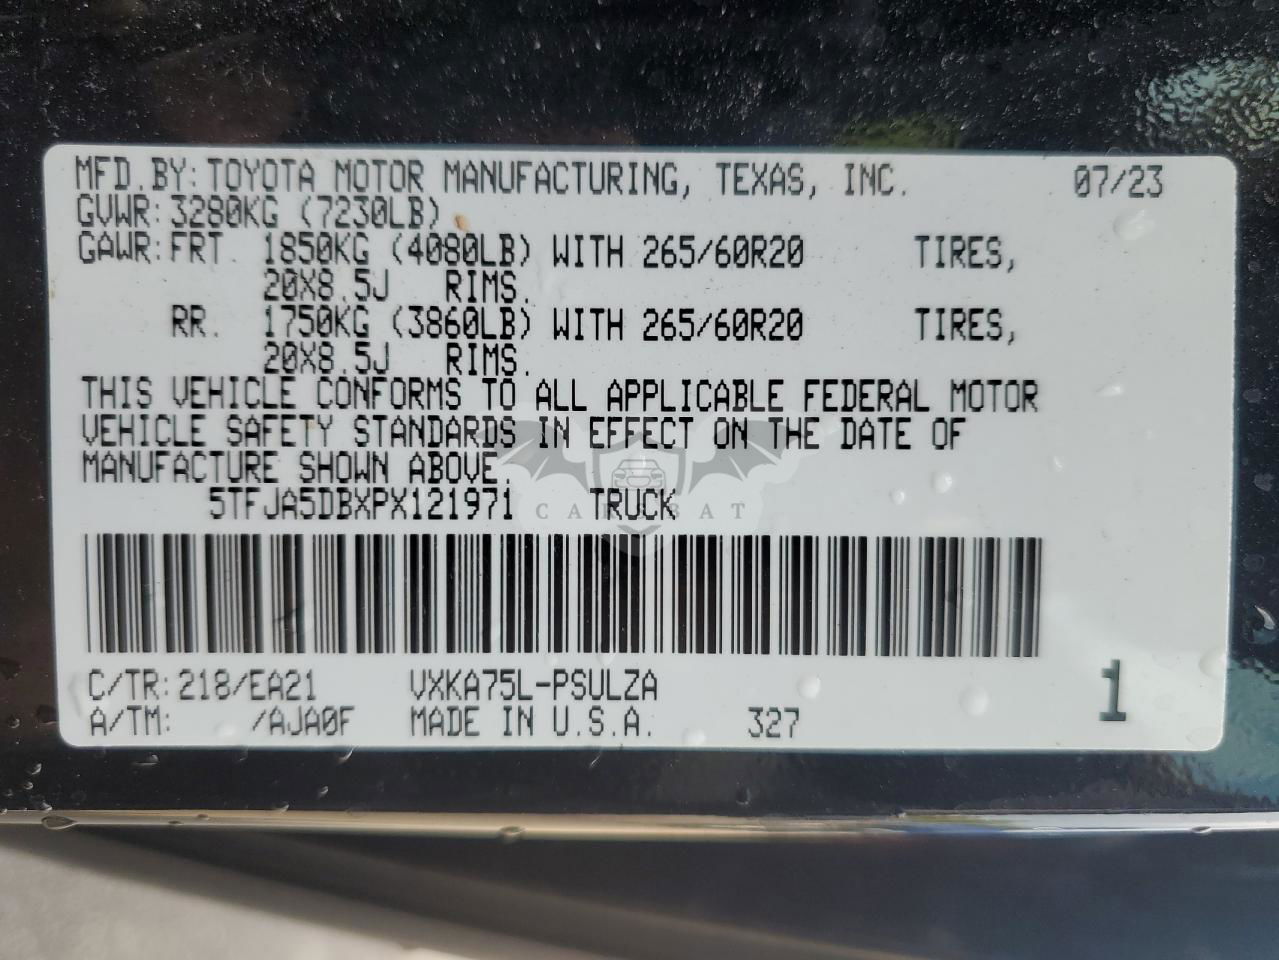 MFD.BY: TOYOTA MOTOR MANUFACTURING, TEXAS, INC. 07/23
GVWR: 3280KG (7230LB)
GAWR: FRT. 1850KG (4080LB) WITH 265/60R20 TIRES,
20X8.5J RIMS.
RR. 1750KG (3860LB) WITH 265/60R20 TIRES,
20X8.5J RIMS.
THIS VEHICLE CONFORMS TO ALL APPLICABLE FEDERAL MOTOR
VEHICLE SAFETY STANDARDS IN EFFECT ON THE DATE OF
MANUFACTURE SHOWN ABOVE.
5TFJA5DBXPX121971 TRUCK
CARSBAT
C/TR: 218/EA21 VXKA75L-PSULZA
A/TM: /AJA0F MADE IN U.S.A. 327
1